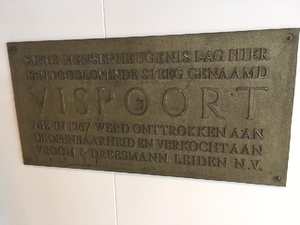 SEDE MENSENHEUGENIS LAG HIER
EEN DOODLOPENDE STEEG GENAAMD
VISPOORT
DIE IN 1967 WERD ONTTROKKEN AAN
DE OPENBAARHEID EN VERKOCHT AAN
VROOM & DREESMANN LEIDEN N.V.